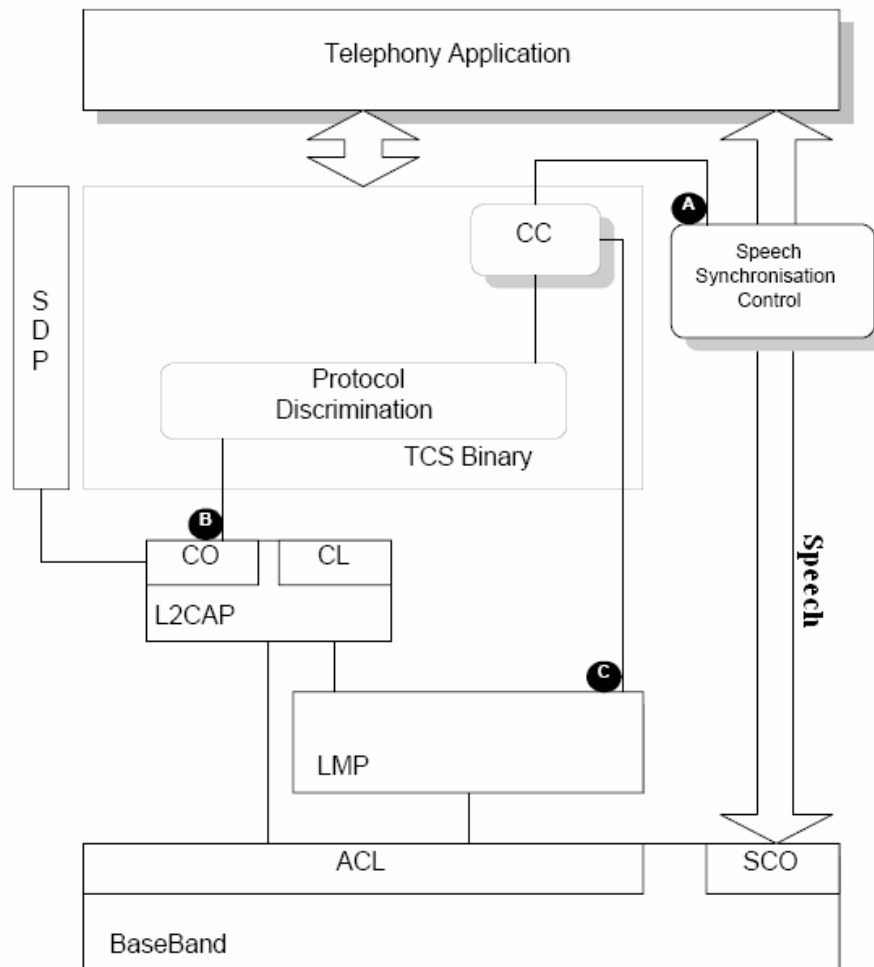 Telephony Application
A
CC
Speech
Synchronisation
Control
S
D
P
Protocol
Discrimination
TCS Binary
B
CO
CL
L2CAP
Speech
C
LMP
ACL
SCO
BaseBand